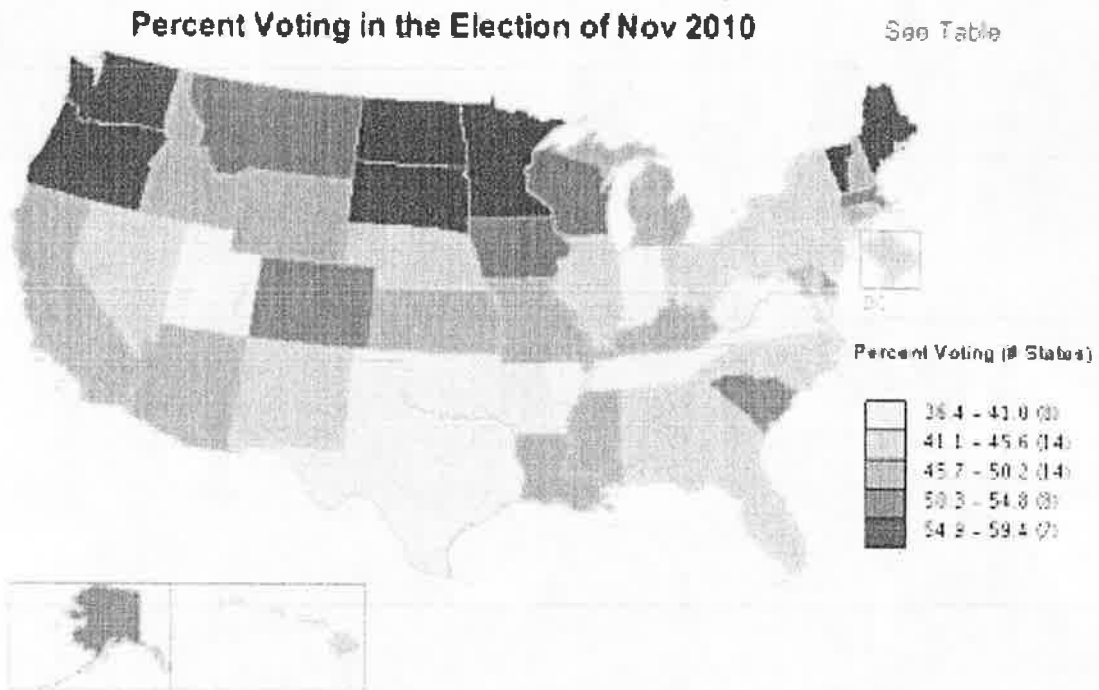 Percent Voting in the Election of Nov 2010
See Table
DC
Percent Voting (# States)
36.4 - 41.0 (8)
41.1 - 45.6 (14)
45.7 - 50.2 (14)
50.3 - 54.8 (8)
54.9 - 59.4 (7)